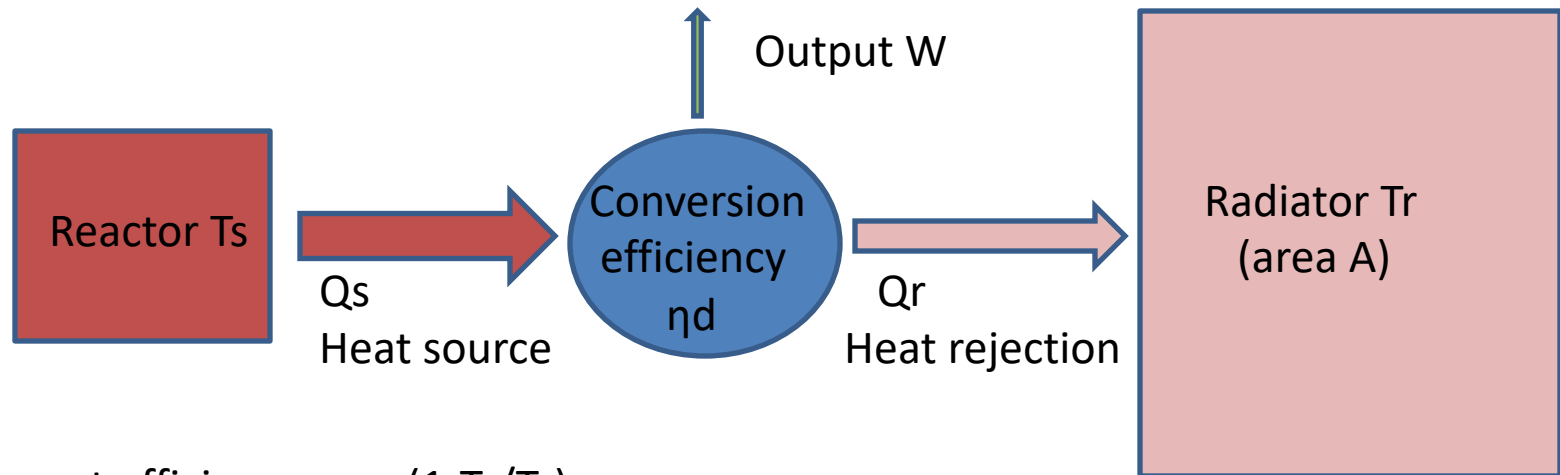 Output W
Reactor Ts
Conversion
efficiency
ηd
Radiator Tr
(area A)
Qs
Heat source
Qr
Heat rejection